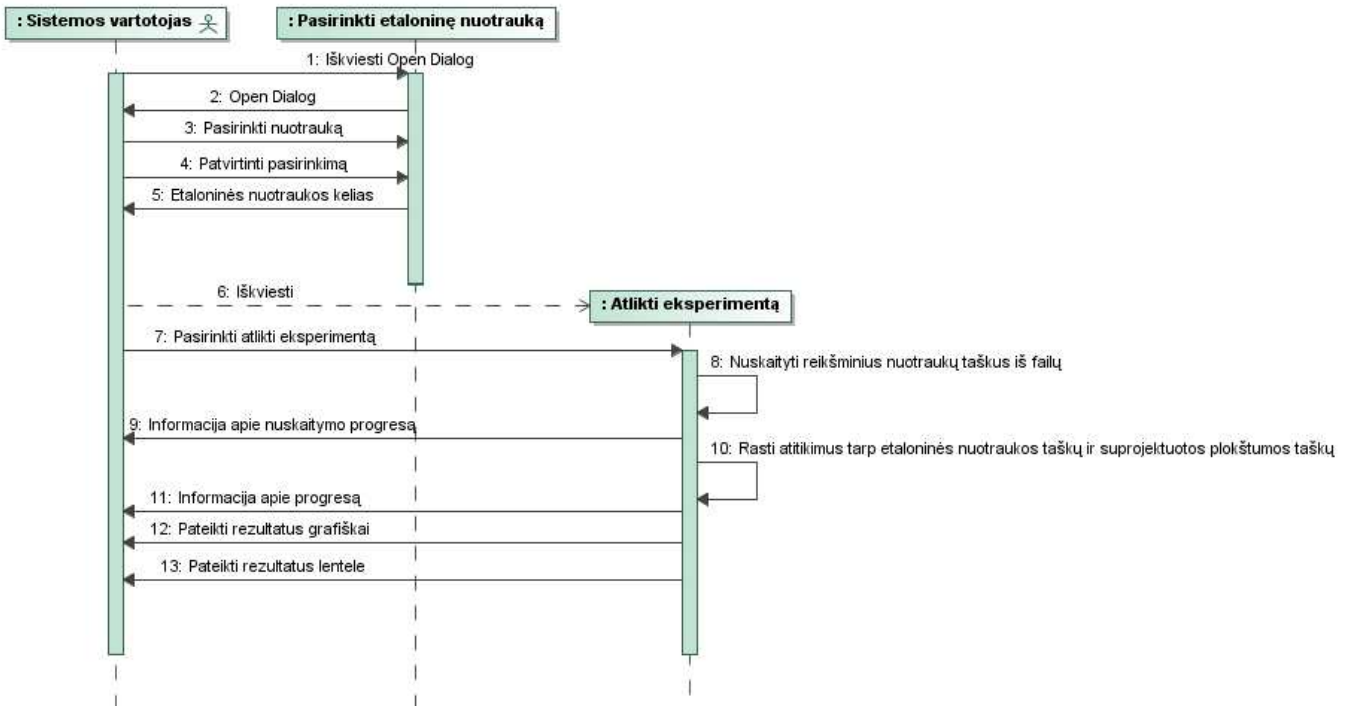 : Sistemos vartotojas
: Pasirinkti etaloninę nuotrauką
1: Iškviesti Open Dialog
2: Open Dialog
3: Pasirinkti nuotrauką
4: Patvirtinti pasirinkimą
5: Etaloninės nuotraukos kelias
6: Iškviesti
: Atlikti eksperimentą
7: Pasirinkti atlikti eksperimentą
8: Nuskaityti reikšminius nuotraukų taškus iš failų
9: Informacija apie nuskaitymo progresą
10: Rasti atitikimus tarp etaloninės nuotraukos taškų ir suprojektuotos plokštumos taškų
11: Informacija apie progresą
12: Pateikti rezultatus grafiškai
13: Pateikti rezultatus lentele